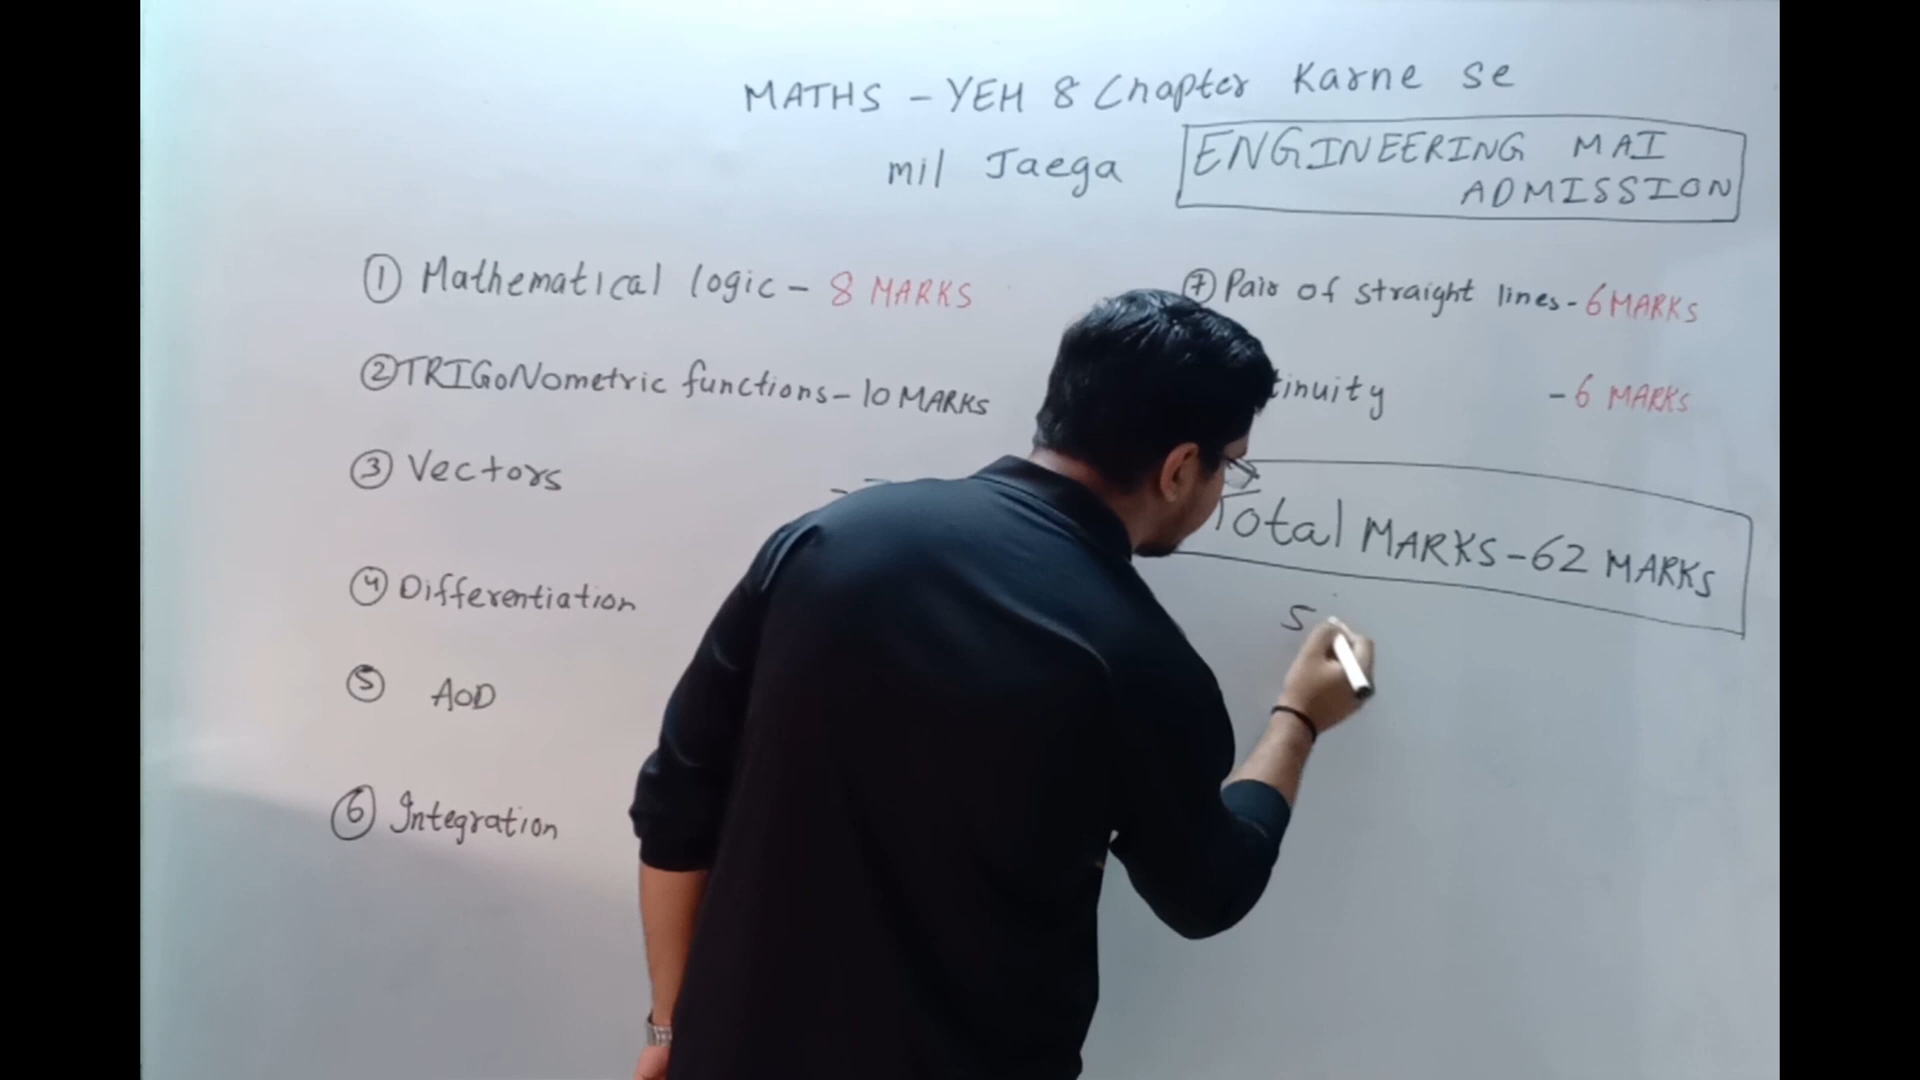 MATHS - YEH 8 Chapter Karne se
mil Jaega ENGINEERING MAI
ADMISSION
① Mathematical logic - 8 MARKS
② TRIGoNometric functions - 10 MARKS
③ Vectors
④ Differentiation
⑤ AOD
⑥ Integration
⑦ Pair of straight lines - 6 MARKS
tinuity - 6 MARKS
Total MARKS - 62 MARKS
5